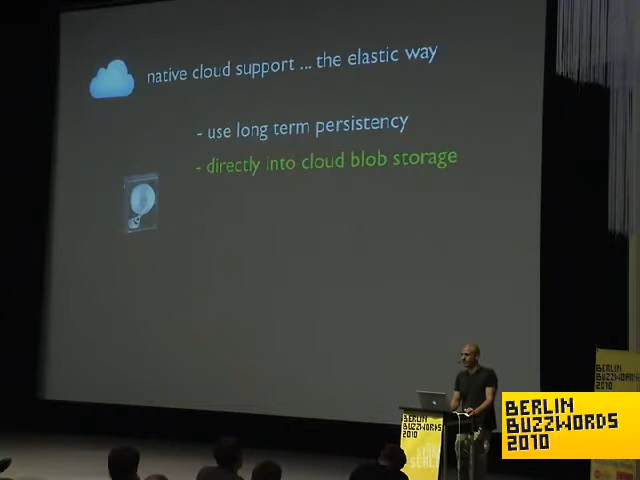 native cloud support ... the elastic way
- use long term persistency
- directly into cloud blob storage
BERLIN
BUZZWORDS
2010
BERLIN
BUZZWORDS
2010
BERLIN
BUZZWORDS
2010